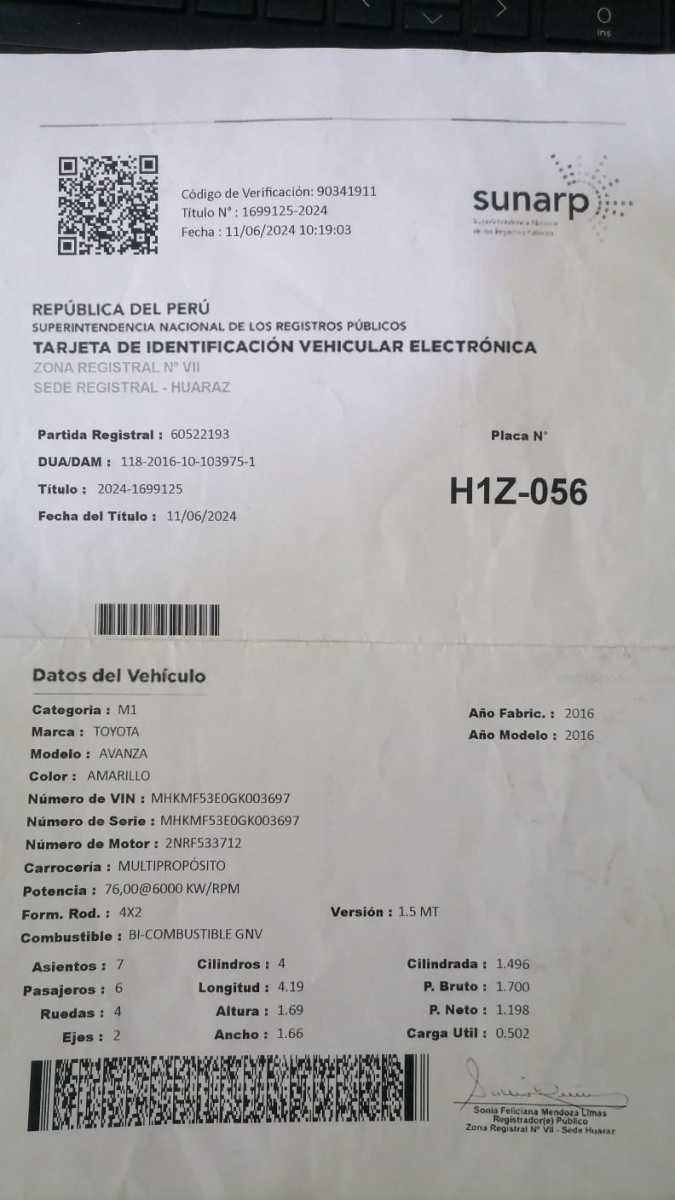 ins
Código de Verificación: 90341911
Título N° : 1699125-2024
Fecha : 11/06/2024 10:19:03
sunarp
Superintendencia Nacional
de los Registros Públicos
REPÚBLICA DEL PERÚ
SUPERINTENDENCIA NACIONAL DE LOS REGISTROS PÚBLICOS
TARJETA DE IDENTIFICACIÓN VEHICULAR ELECTRÓNICA
ZONA REGISTRAL N° VII
SEDE REGISTRAL - HUARAZ
Partida Registral : 60522193
DUA/DAM : 118-2016-10-103975-1
Título : 2024-1699125
Fecha del Título : 11/06/2024
Placa N°
H1Z-056
Datos del Vehículo
Categoria : M1
Marca : TOYOTA
Modelo : AVANZA
Color : AMARILLO
Número de VIN : MHKMF53E0GK003697
Número de Serie : MHKMF53E0GK003697
Número de Motor : 2NRF533712
Carrocería : MULTIPROPÓSITO
Potencia : 76,00@6000 KW/RPM
Form. Rod. : 4X2
Combustible : BI-COMBUSTIBLE GNV
Año Fabric. : 2016
Año Modelo : 2016
Versión : 1.5 MT
Asientos : 7 Cilindros : 4 Cilindrada : 1.496
Pasajeros : 6 Longitud : 4.19 P. Bruto : 1.700
Ruedas : 4 Altura : 1.69 P. Neto : 1.198
Ejes : 2 Ancho : 1.66 Carga Util : 0.502
Sonia Feliciana Mendoza Limas
Registrador(e) Público
Zona Registral N° VII - Sede Huaraz